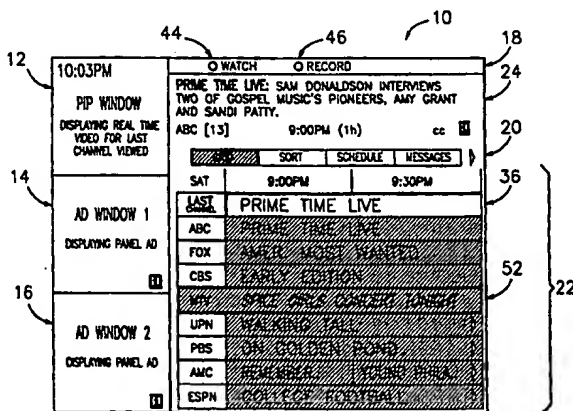 10
44
46
WATCH
RECORD
18
12
10:03PM
PIP WINDOW
DISPLAYING REAL TIME
VIDEO FOR LAST
CHANNEL VIEWED
PRIME TIME LIVE: SAM DONALDSON INTERVIEWS
TWO OF GOSPEL MUSIC'S PIONEERS, AMY GRANT
AND SANDI PATTY.
ABC [13] 9:00PM (1h) cc
24
SORT SCHEDULE MESSAGES
20
14
AD WINDOW 1
DISPLAYING PANEL AD
SAT 9:00PM 9:30PM
LAST CHANNEL PRIME TIME LIVE
36
ABC PRIME TIME LIVE
FOX AMER. MOST WANTED
CBS EARLY EDITION
52
MTV SPICE GIRLS CONCERT TONIGHT
22
16
AD WINDOW 2
DISPLAYING PANEL AD
UPN WALKING TALL
PBS ON GOLDEN POND
AMC REMEMBER. YOUNG PHILA.
ESPN COLLEGE FOOTBALL